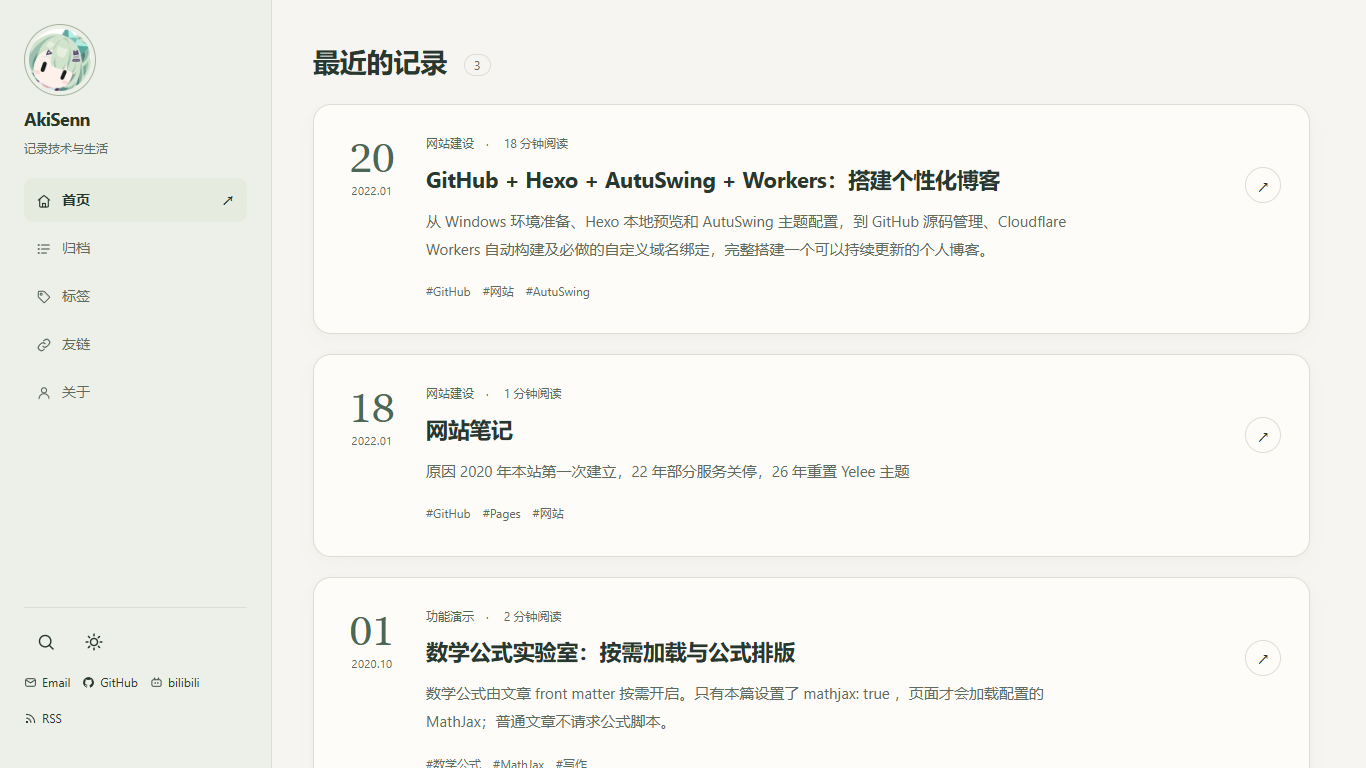 AkiSenn
记录技术与生活
首页
归档
标签
友链
关于
Email GitHub bilibili
RSS
最近的记录 3
20
2022.01
网站建设 · 18 分钟阅读
GitHub + Hexo + AutuSwing + Workers：搭建个性化博客
从 Windows 环境准备、Hexo 本地预览和 AutuSwing 主题配置，到 GitHub 源码管理、Cloudflare
Workers 自动构建及必做的自定义域名绑定，完整搭建一个可以持续更新的个人博客。
#GitHub #网站 #AutuSwing
18
2022.01
网站建设 · 1 分钟阅读
网站笔记
原因 2020 年本站第一次建立，22 年部分服务关停，26 年重置 Yelee 主题
#GitHub #Pages #网站
01
2020.10
功能演示 · 2 分钟阅读
数学公式实验室：按需加载与公式排版
数学公式由文章 front matter 按需开启。只有本篇设置了 mathjax: true ，页面才会加载配置的
MathJax；普通文章不请求公式脚本。
#数学公式 #MathJax #写作